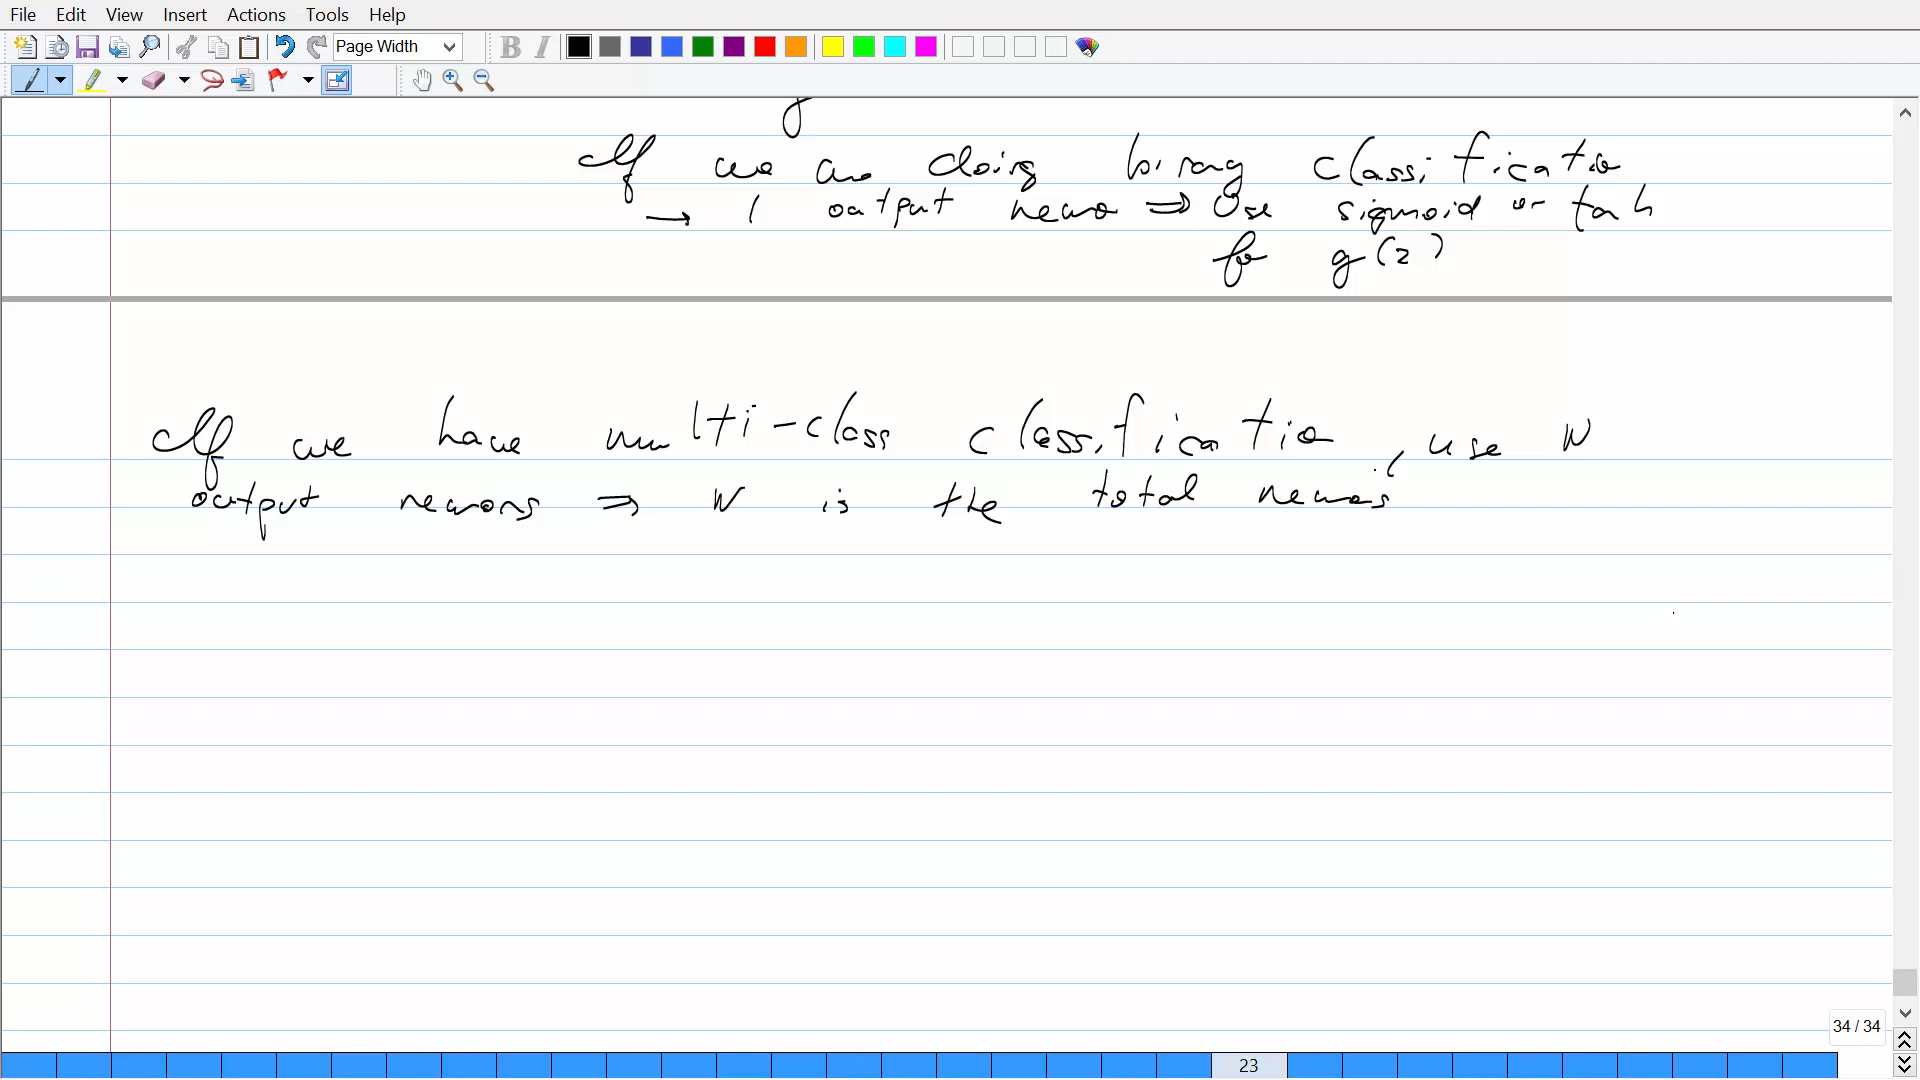 File Edit View Insert Actions Tools Help
Page Width
B I
If we are doing binary classification
→ 1 output neuron ⇒ Use sigmoid or tanh
for g(z)
If we have multi-class classification, use N
output neurons ⇒ N is the total neurons
34 / 34
23